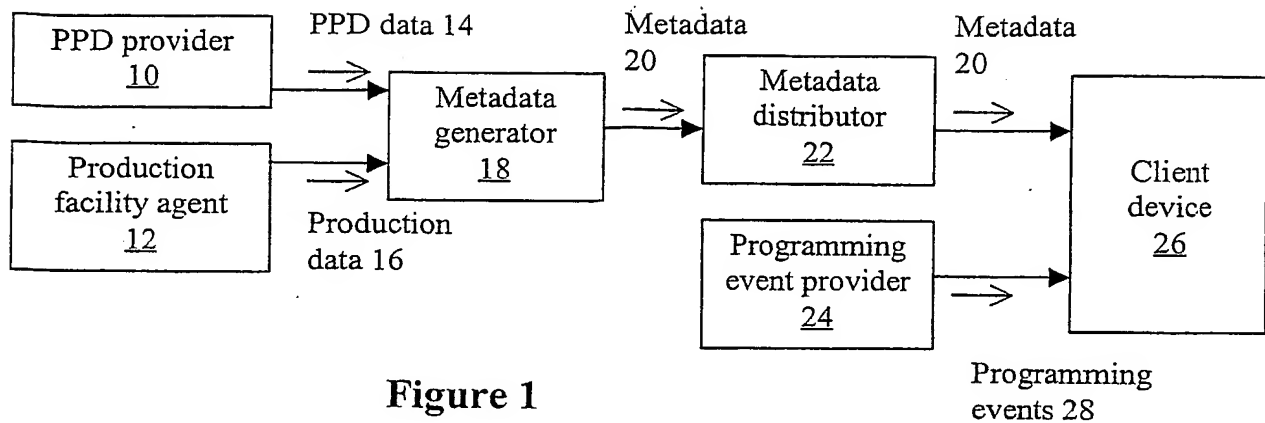 PPD provider
10
PPD data 14
Production
facility agent
12
Production
data 16
Metadata
generator
18
Metadata
20
Metadata
distributor
22
Programming
event provider
24
Metadata
20
Programming
events 28
Client
device
26
Figure 1